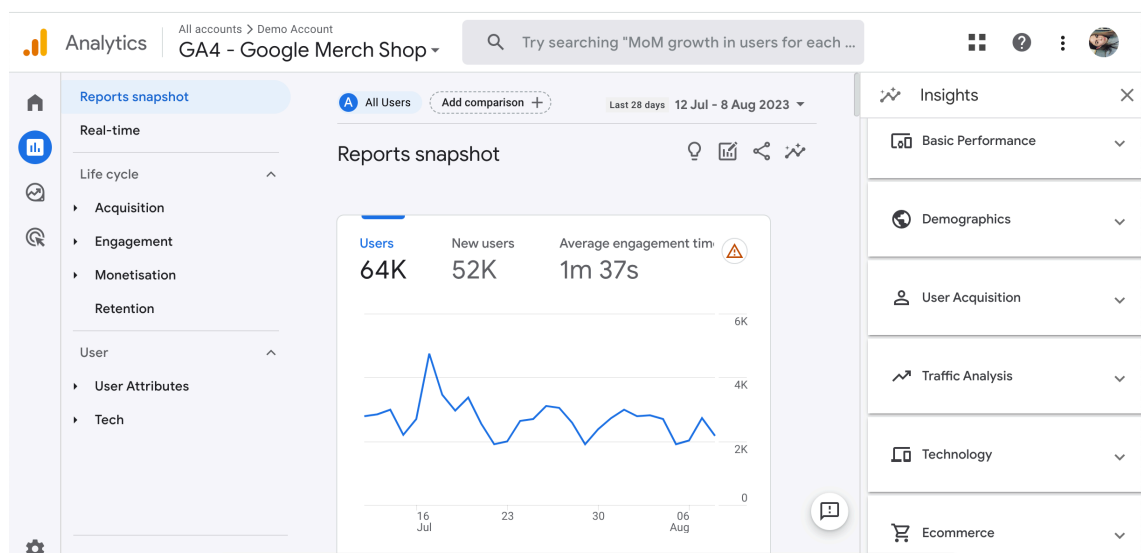 Analytics
All accounts > Demo Account
GA4 - Google Merch Shop
Try searching "MoM growth in users for each ...
Reports snapshot
Real-time
Life cycle
Acquisition
Engagement
Monetisation
Retention
User
User Attributes
Tech
A All Users
Add comparison +
Last 28 days 12 Jul - 8 Aug 2023
Reports snapshot
Users
64K
New users
52K
Average engagement tim
1m 37s
6K
4K
2K
0
16 Jul
23
30
06 Aug
Insights
Basic Performance
Demographics
User Acquisition
Traffic Analysis
Technology
Ecommerce